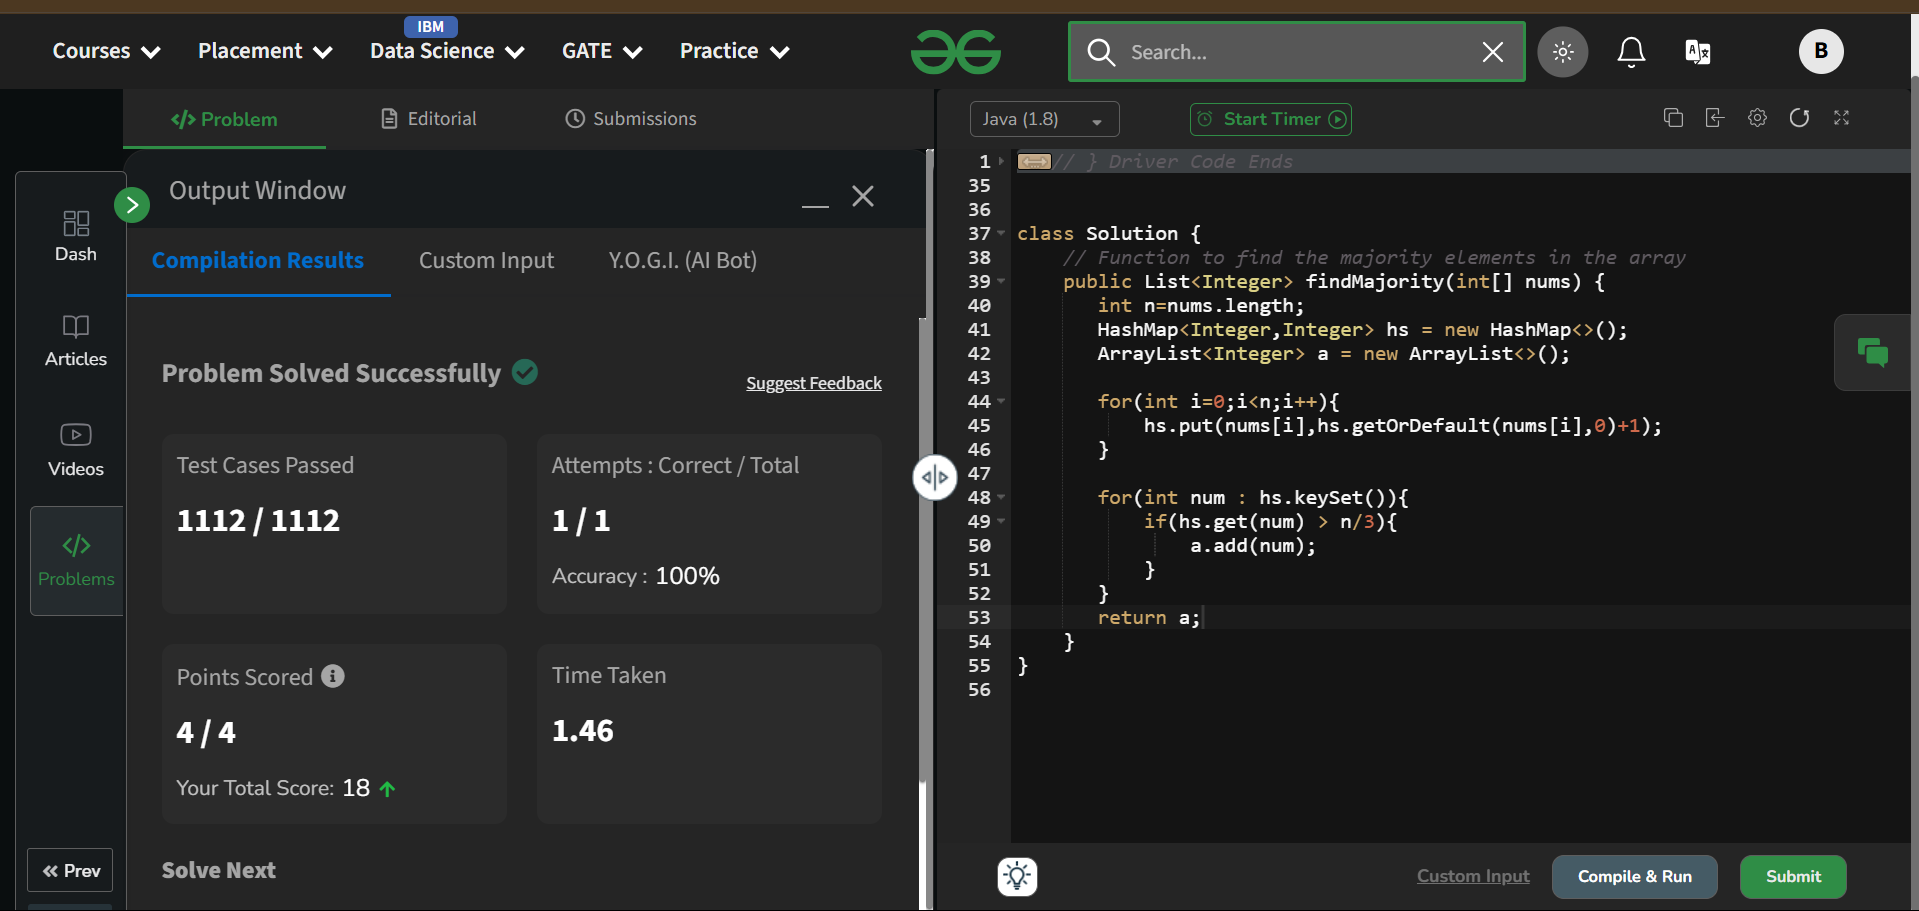 IBM
Courses
Placement
Data Science
GATE
Practice
Search...
B
</> Problem
Editorial
Submissions
Java (1.8)
Start Timer
Dash
Articles
Videos
</>
Problems
« Prev
Output Window
Compilation Results
Custom Input
Y.O.G.I. (AI Bot)
Problem Solved Successfully
Suggest Feedback
Test Cases Passed
1112 / 1112
Attempts : Correct / Total
1 / 1
Accuracy : 100%
Points Scored
4 / 4
Your Total Score: 18
Time Taken
1.46
Solve Next
1 // } Driver Code Ends
35
36
37 class Solution {
38 // Function to find the majority elements in the array
39 public List<Integer> findMajority(int[] nums) {
40 int n=nums.length;
41 HashMap<Integer,Integer> hs = new HashMap<>();
42 ArrayList<Integer> a = new ArrayList<>();
43
44 for(int i=0;i<n;i++){
45 hs.put(nums[i],hs.getOrDefault(nums[i],0)+1);
46 }
47
48 for(int num : hs.keySet()){
49 if(hs.get(num) > n/3){
50 a.add(num);
51 }
52 }
53 return a;
54 }
55 }
56
Custom Input
Compile & Run
Submit